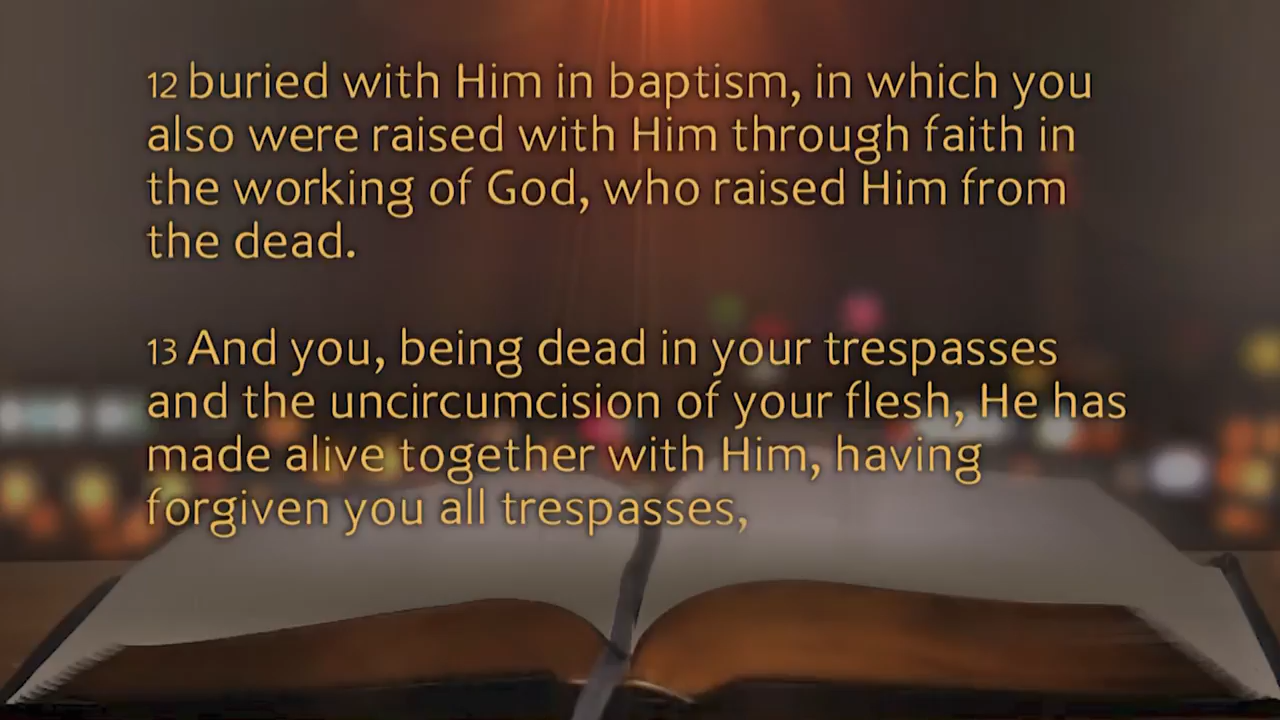 12 buried with Him in baptism, in which you
also were raised with Him through faith in
the working of God, who raised Him from
the dead.
13 And you, being dead in your trespasses
and the uncircumcision of your flesh, He has
made alive together with Him, having
forgiven you all trespasses,